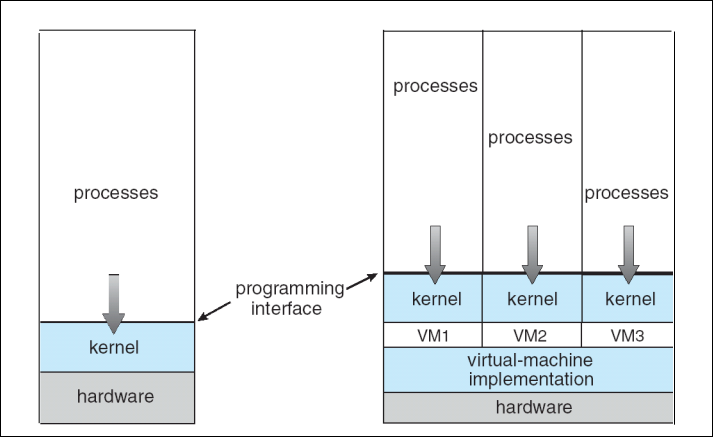 processes
kernel
hardware
programming
interface
processes
processes
processes
kernel
kernel
kernel
VM1
VM2
VM3
virtual-machine
implementation
hardware